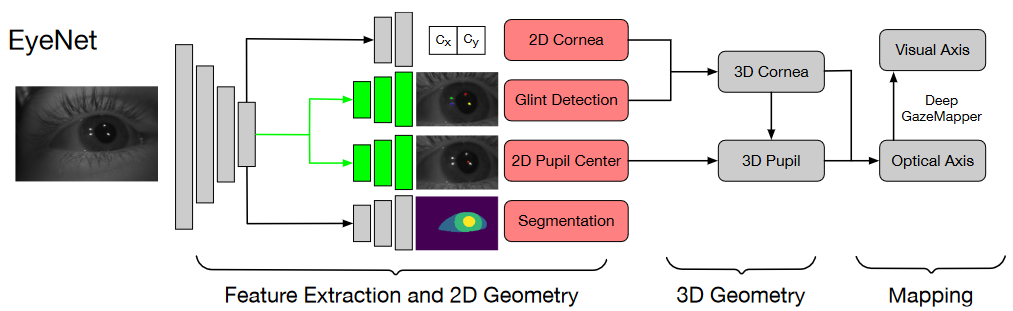 EyeNet
Cx Cy
2D Cornea
Glint Detection
2D Pupil Center
Segmentation
3D Cornea
3D Pupil
Visual Axis
Deep
GazeMapper
Optical Axis
Feature Extraction and 2D Geometry
3D Geometry
Mapping